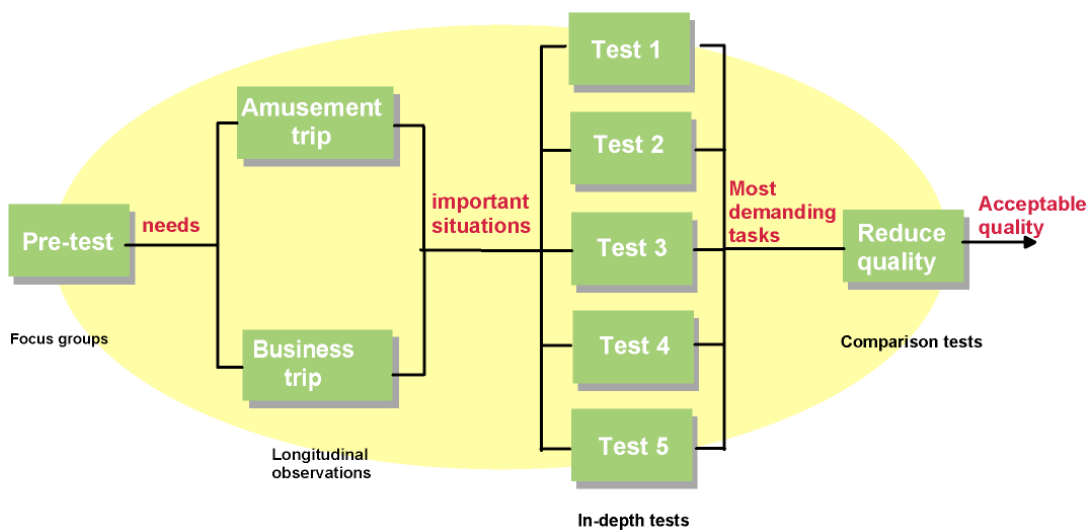 Pre-test
Focus groups
needs
Amusement
trip
Business
trip
Longitudinal
observations
important
situations
Test 1
Test 2
Test 3
Test 4
Test 5
In-depth tests
Most
demanding
tasks
Reduce
quality
Comparison tests
Acceptable
quality